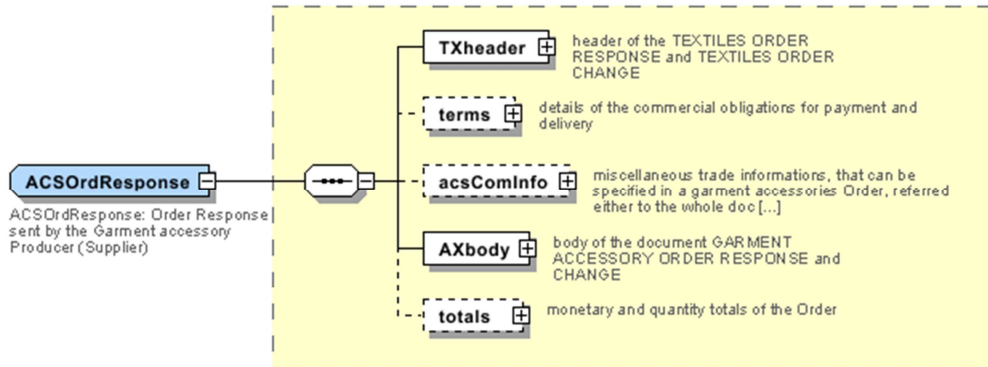 TXheader
header of the TEXTILES ORDER
RESPONSE and TEXTILES ORDER
CHANGE
terms
details of the commercial obligations for payment and
delivery
ACSOrdResponse
ACSOrdResponse: Order Response
sent by the Garment accessory
Producer (Supplier)
acsComInfo
miscellaneous trade informations, that can be
specified in a garment accessories Order, referred
either to the whole doc [...]
AXbody
body of the document GARMENT
ACCESSORY ORDER RESPONSE and
CHANGE
totals
monetary and quantity totals of the Order